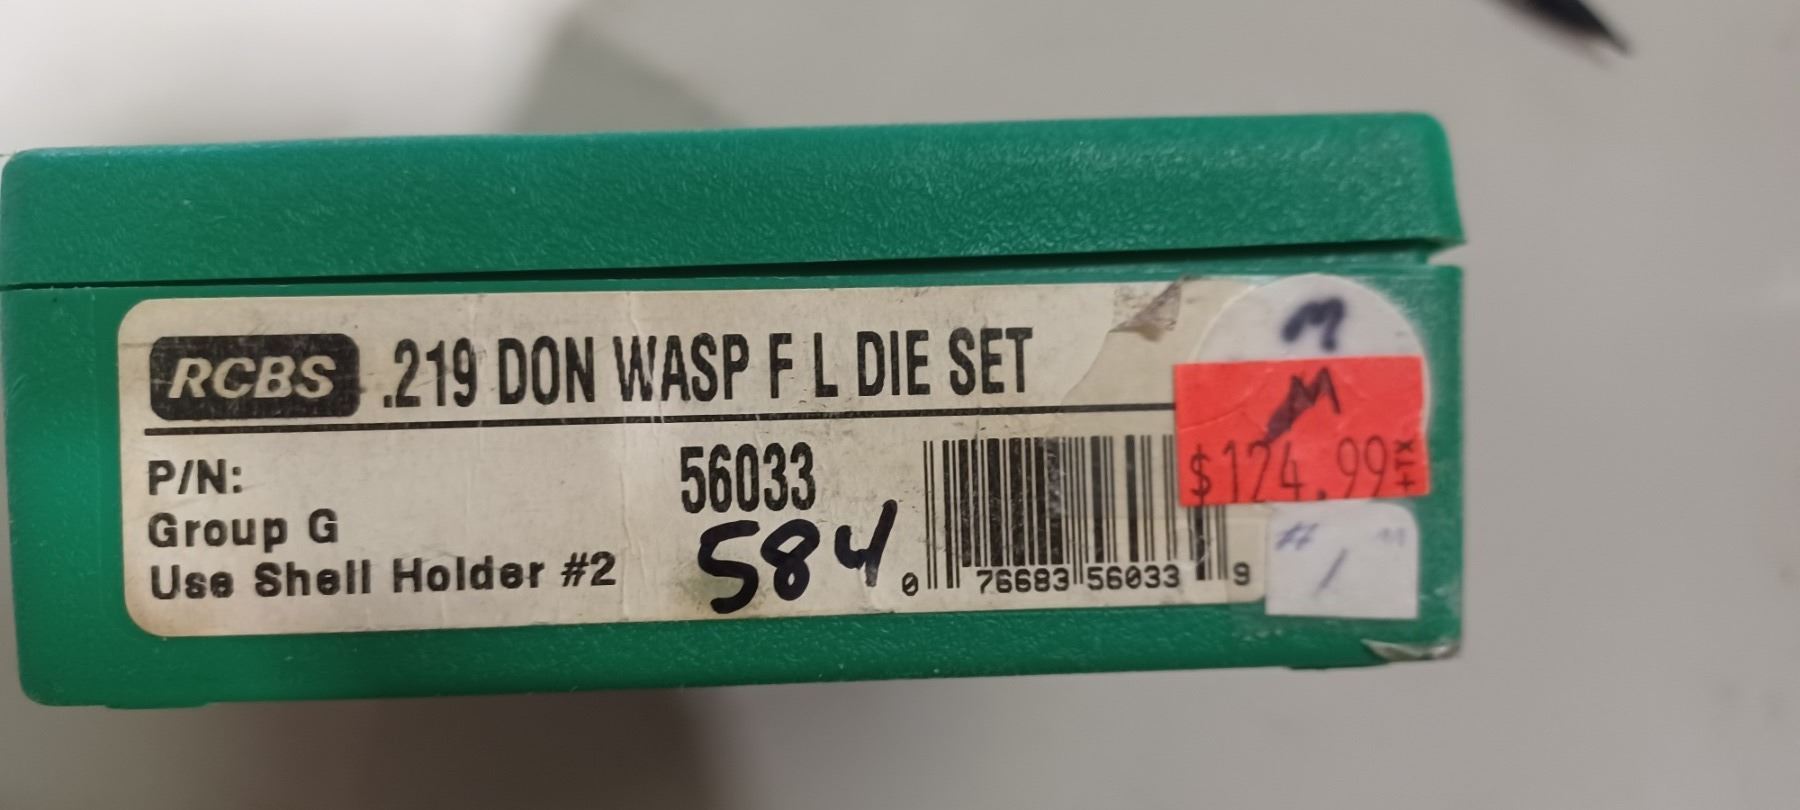 RCBS .219 DON WASP F L DIE SET
M
M
$124.99+TX
P/N: 56033
Group G
Use Shell Holder #2
584
0 76683 56033 9
# 1 M